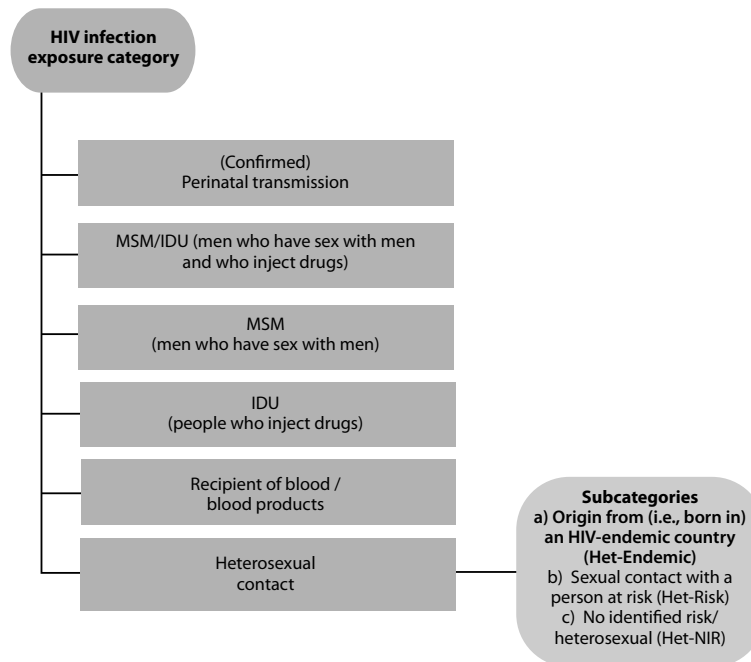 HIV infection
exposure category
(Confirmed)
Perinatal transmission
MSM/IDU (men who have sex with men
and who inject drugs)
MSM
(men who have sex with men)
IDU
(people who inject drugs)
Recipient of blood /
blood products
Heterosexual
contact
Subcategories
a) Origin from (i.e., born in)
an HIV-endemic country
(Het-Endemic)
b) Sexual contact with a
person at risk (Het-Risk)
c) No identified risk/
heterosexual (Het-NIR)